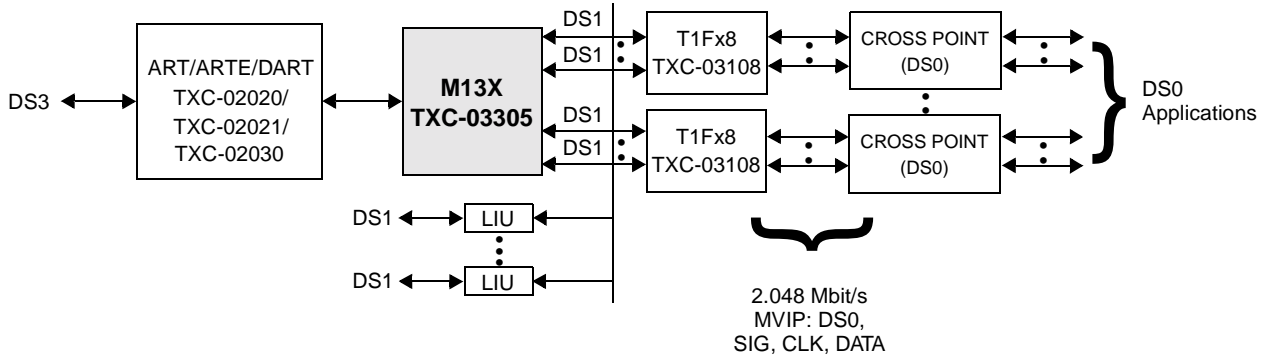 DS3
ART/ARTE/DART
TXC-02020/
TXC-02021/
TXC-02030
M13X
TXC-03305
DS1
DS1
DS1
DS1
T1Fx8
TXC-03108
T1Fx8
TXC-03108
CROSS POINT
(DS0)
CROSS POINT
(DS0)
DS0
Applications
DS1
LIU
DS1
LIU
2.048 Mbit/s
MVIP: DS0,
SIG, CLK, DATA